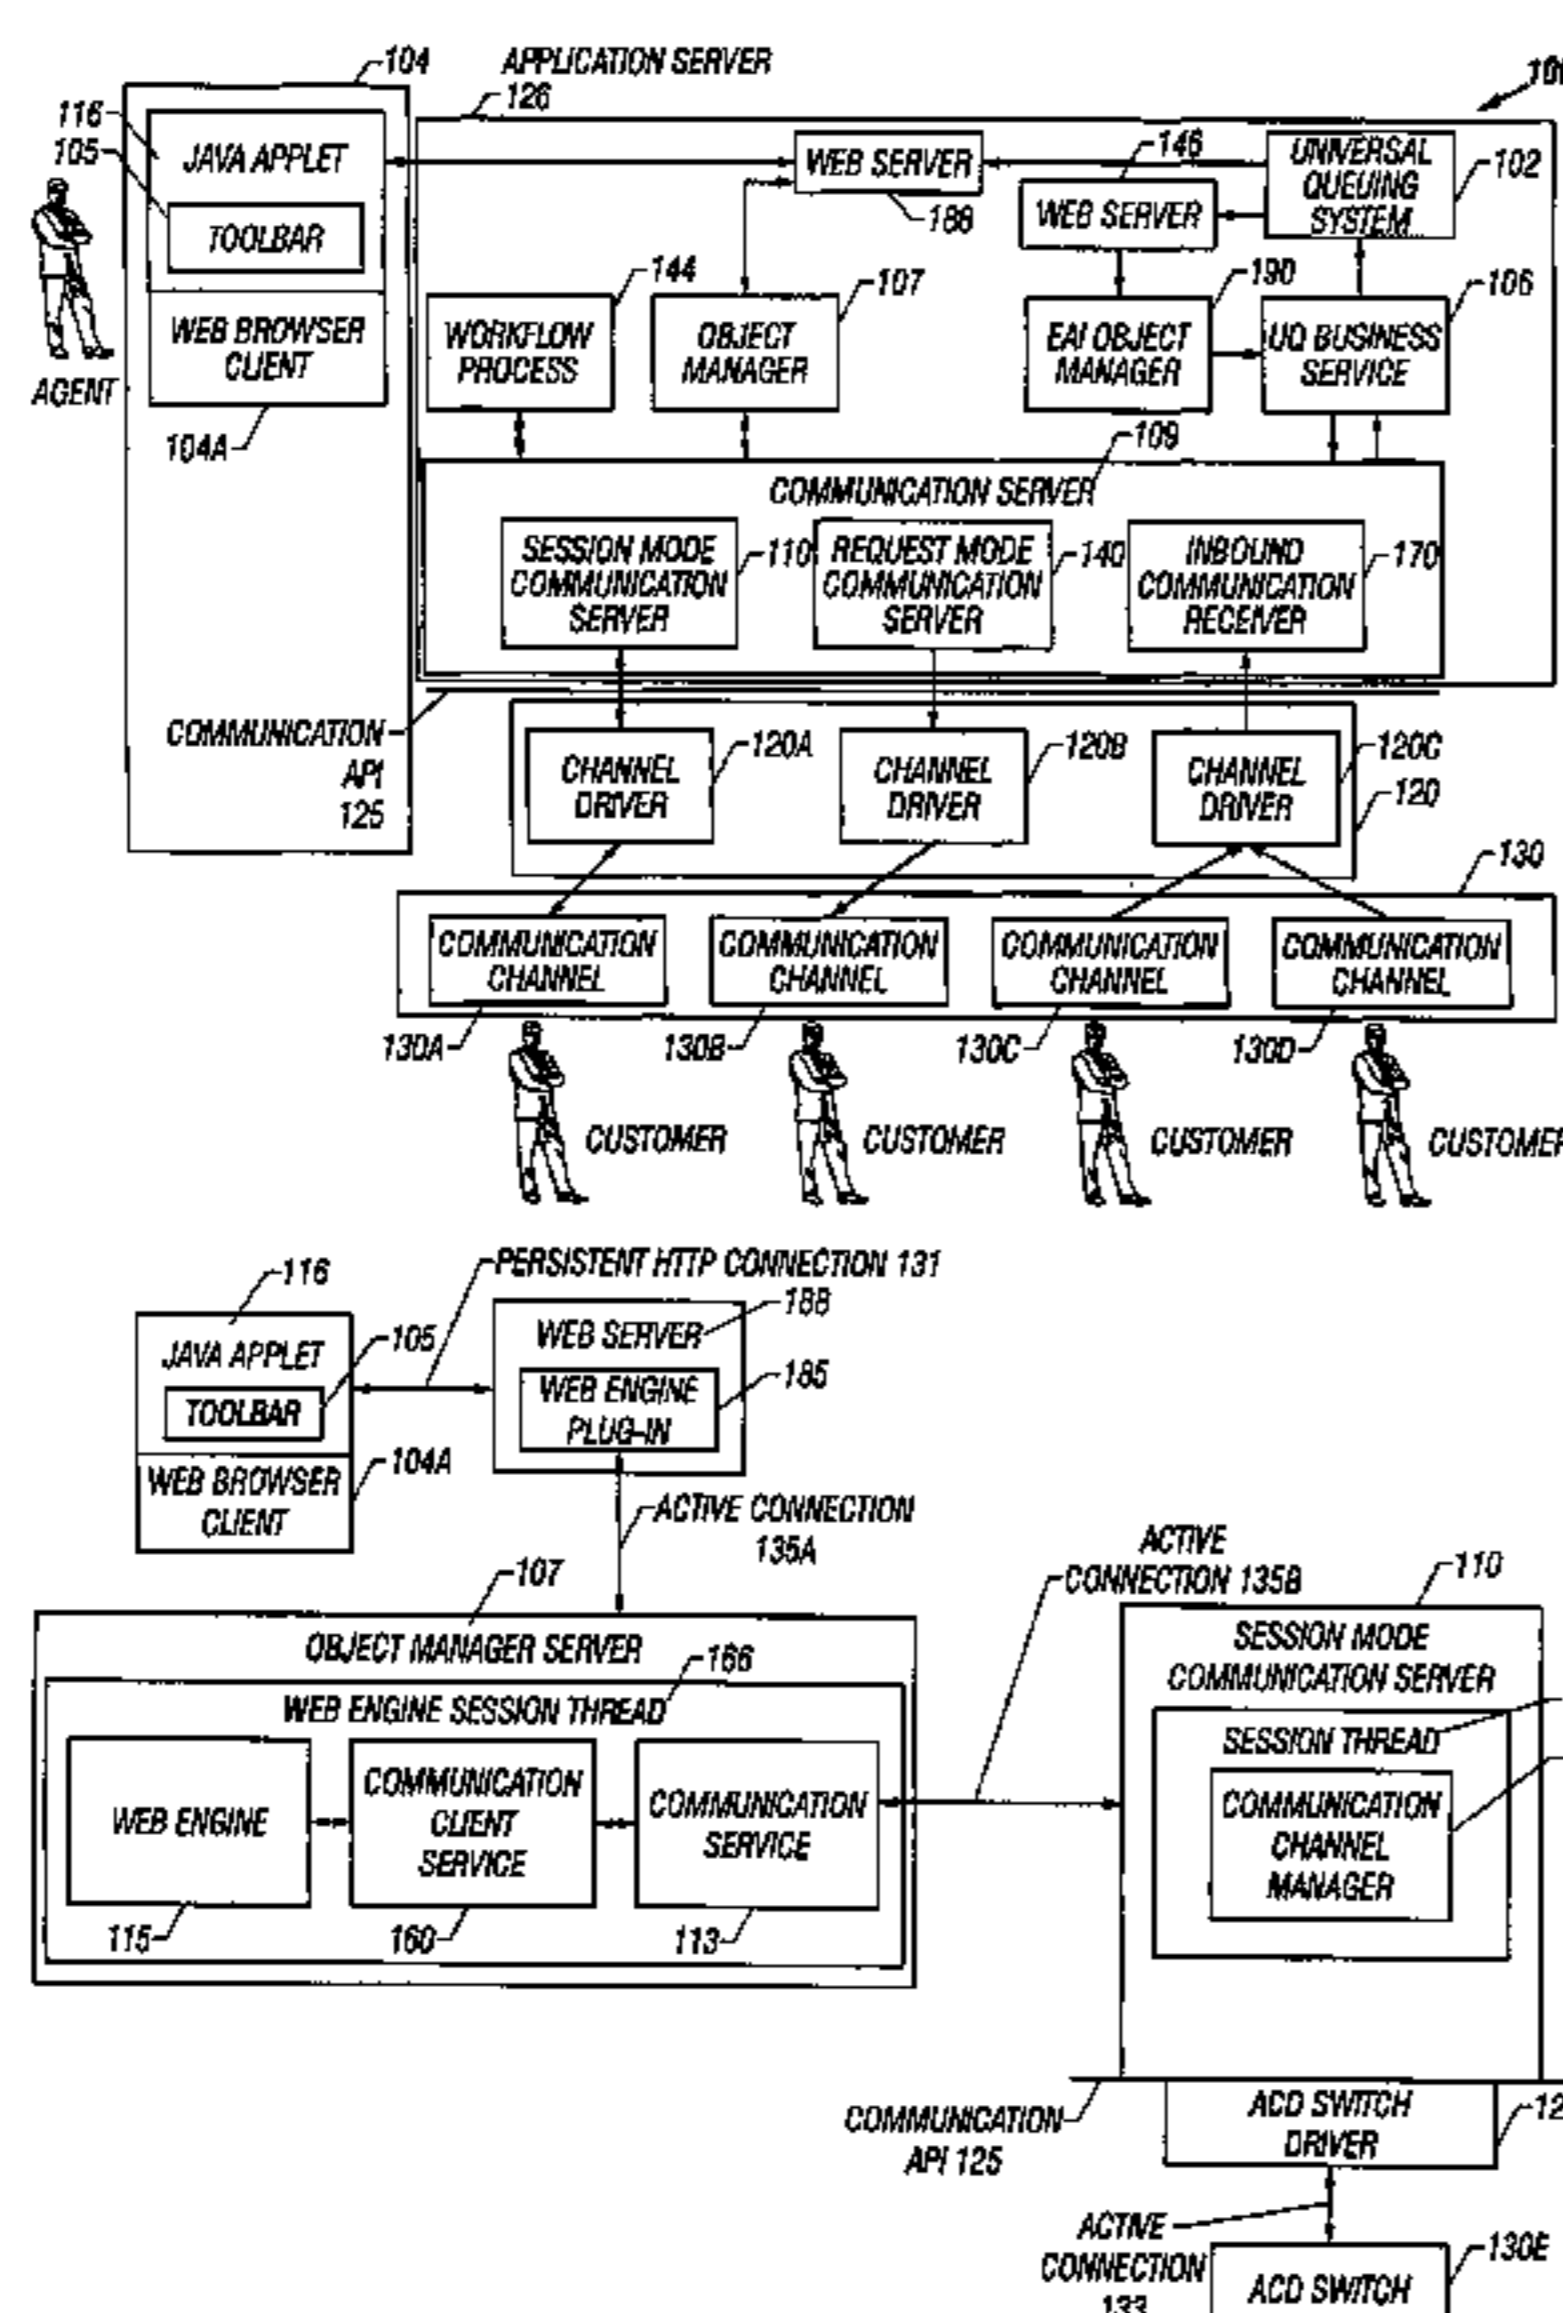 104
APPLICATION SERVER
126
116
105
JAVA APPLET
TOOLBAR
WEB BROWSER
CLIENT
104A
AGENT
WEB SERVER
188
146
WEB SERVER
UNIVERSAL
QUEUING
SYSTEM
102
144
WORKFLOW
PROCESS
107
OBJECT
MANAGER
190
EAI OBJECT
MANAGER
106
UQ BUSINESS
SERVICE
109
COMMUNICATION SERVER
SESSION MODE
COMMUNICATION
SERVER
110
REQUEST MODE
COMMUNICATION
SERVER
140
INBOUND
COMMUNICATION
RECEIVER
170
COMMUNICATION
API
125
CHANNEL
DRIVER
120A
CHANNEL
DRIVER
120B
CHANNEL
DRIVER
120C
120
130
COMMUNICATION
CHANNEL
COMMUNICATION
CHANNEL
COMMUNICATION
CHANNEL
COMMUNICATION
CHANNEL
130A
130B
130C
130D
CUSTOMER
CUSTOMER
CUSTOMER
CUSTOMER
PERSISTENT HTTP CONNECTION 131
116
JAVA APPLET
105
TOOLBAR
WEB BROWSER
CLIENT
104A
188
WEB SERVER
WEB ENGINE
PLUG-IN
185
ACTIVE CONNECTION
135A
107
OBJECT MANAGER SERVER
166
WEB ENGINE SESSION THREAD
WEB ENGINE
115
COMMUNICATION
CLIENT
SERVICE
160
COMMUNICATION
SERVICE
113
ACTIVE
CONNECTION 135B
110
SESSION MODE
COMMUNICATION SERVER
SESSION THREAD
COMMUNICATION
CHANNEL
MANAGER
COMMUNICATION
API 125
ACD SWITCH
DRIVER
ACTIVE
CONNECTION
133
130E
ACD SWITCH